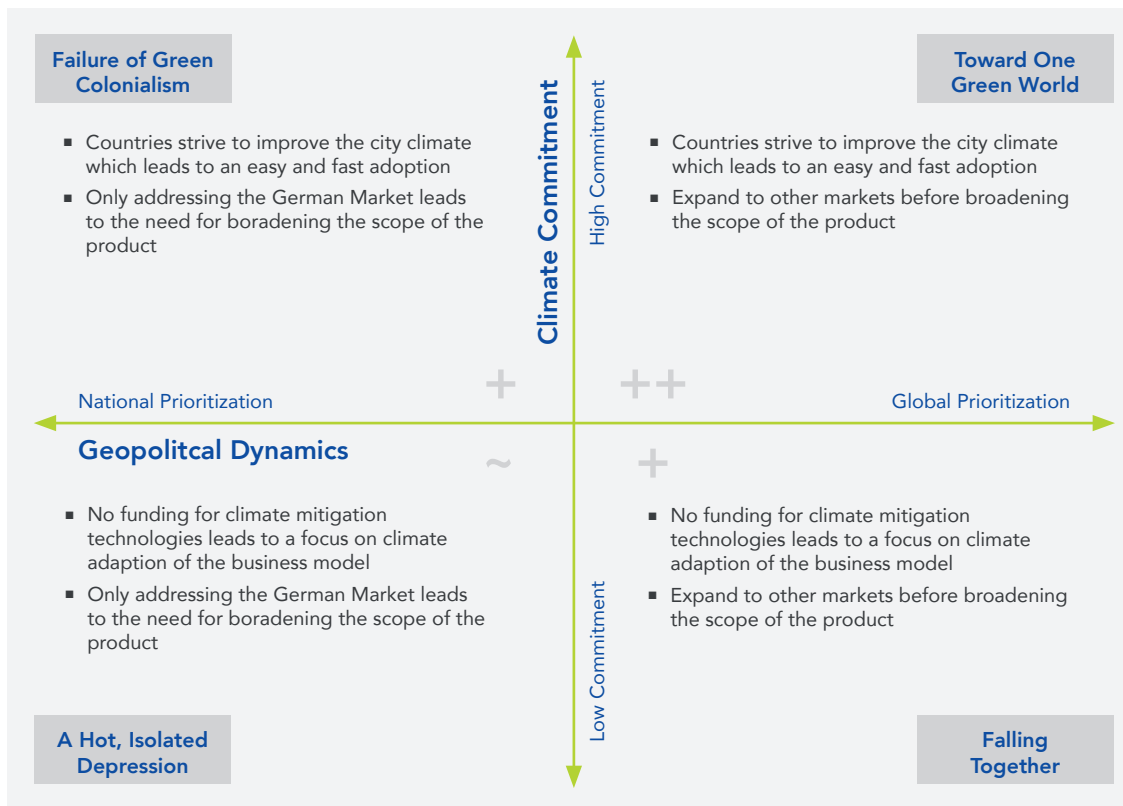 Failure of Green
Colonialism
▪ Countries strive to improve the city climate
which leads to an easy and fast adoption
▪ Only addressing the German Market leads
to the need for boradening the scope of the
product
Climate Commitment
High Commitment
Toward One
Green World
▪ Countries strive to improve the city climate
which leads to an easy and fast adoption
▪ Expand to other markets before broadening
the scope of the product
+
++
National Prioritization
Global Prioritization
Geopolitcal Dynamics
~
+
▪ No funding for climate mitigation
technologies leads to a focus on climate
adaption of the business model
▪ Only addressing the German Market leads
to the need for boradening the scope of the
product
A Hot, Isolated
Depression
Low Commitment
▪ No funding for climate mitigation
technologies leads to a focus on climate
adaption of the business model
▪ Expand to other markets before broadening
the scope of the product
Falling
Together